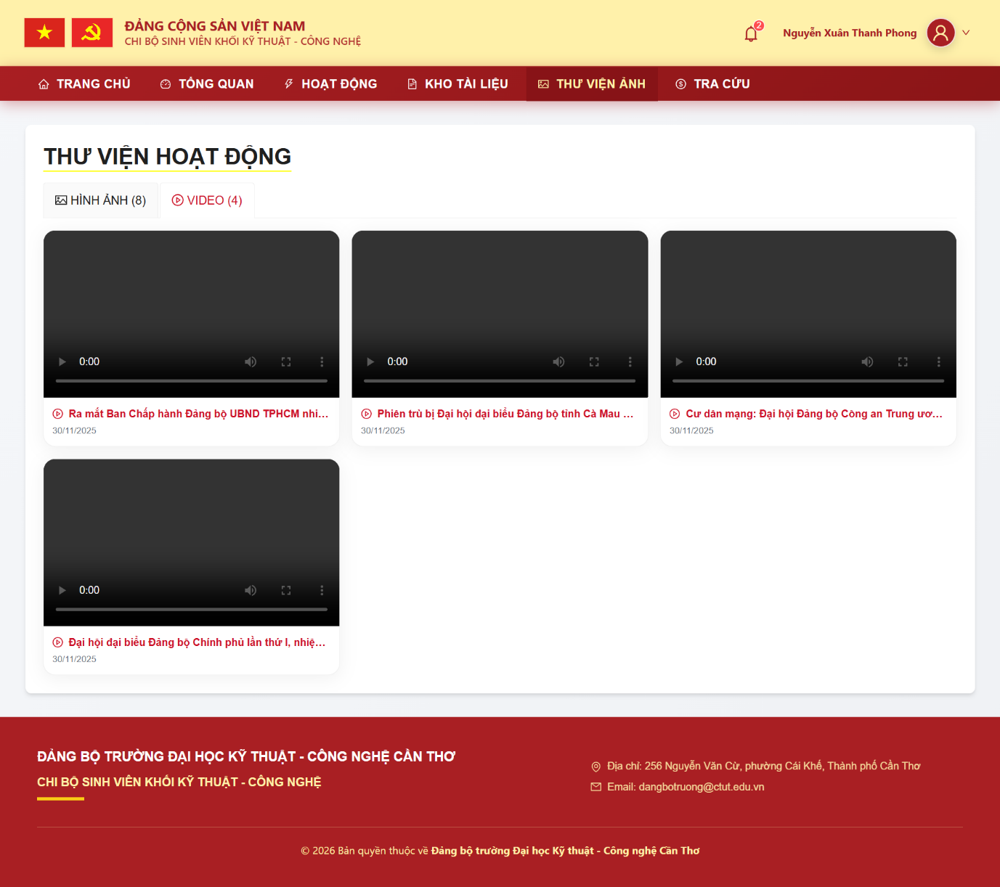 ĐẢNG CỘNG SẢN VIỆT NAM
CHI BỘ SINH VIÊN KHỐI KỸ THUẬT - CÔNG NGHỆ
2
Nguyễn Xuân Thanh Phong
TRANG CHỦ
TỔNG QUAN
HOẠT ĐỘNG
KHO TÀI LIỆU
THƯ VIỆN ẢNH
TRA CỨU
THƯ VIỆN HOẠT ĐỘNG
HÌNH ẢNH (8)
VIDEO (4)
0:00
0:00
0:00
Ra mắt Ban Chấp hành Đảng bộ UBND TPHCM nhi...
30/11/2025
Phiên trù bị Đại hội đại biểu Đảng bộ tỉnh Cà Mau ...
30/11/2025
Cư dân mạng: Đại hội Đảng bộ Công an Trung ươ...
30/11/2025
0:00
Đại hội đại biểu Đảng bộ Chính phủ lần thứ I, nhiệ...
30/11/2025
ĐẢNG BỘ TRƯỜNG ĐẠI HỌC KỸ THUẬT - CÔNG NGHỆ CẦN THƠ
CHI BỘ SINH VIÊN KHỐI KỸ THUẬT - CÔNG NGHỆ
Địa chỉ: 256 Nguyễn Văn Cừ, phường Cái Khế, Thành phố Cần Thơ
Email: dangbotruong@ctut.edu.vn
© 2026 Bản quyền thuộc về Đảng bộ trường Đại học Kỹ thuật - Công nghệ Cần Thơ